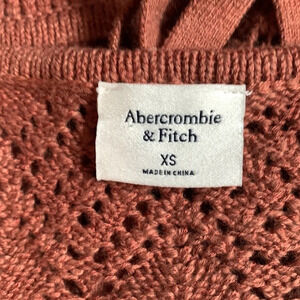 Abercrombie
& Fitch
XS
MADE IN CHINA